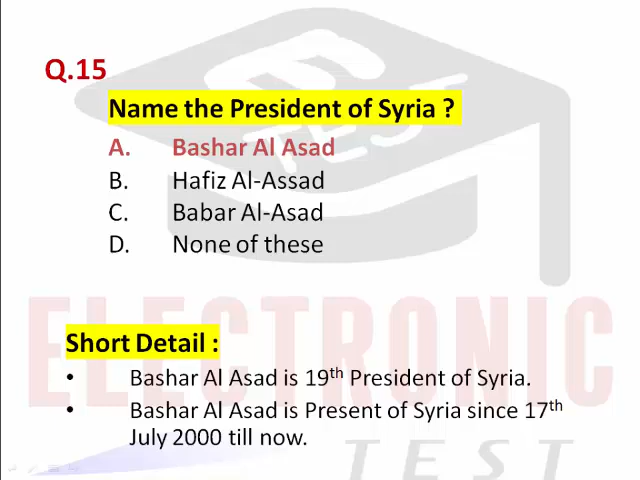 Q.15
Name the President of Syria ?
A. Bashar Al Asad
B. Hafiz Al-Assad
C. Babar Al-Asad
D. None of these
Short Detail :
• Bashar Al Asad is 19th President of Syria.
• Bashar Al Asad is Present of Syria since 17th
July 2000 till now.
ELECTRONIC
TEST